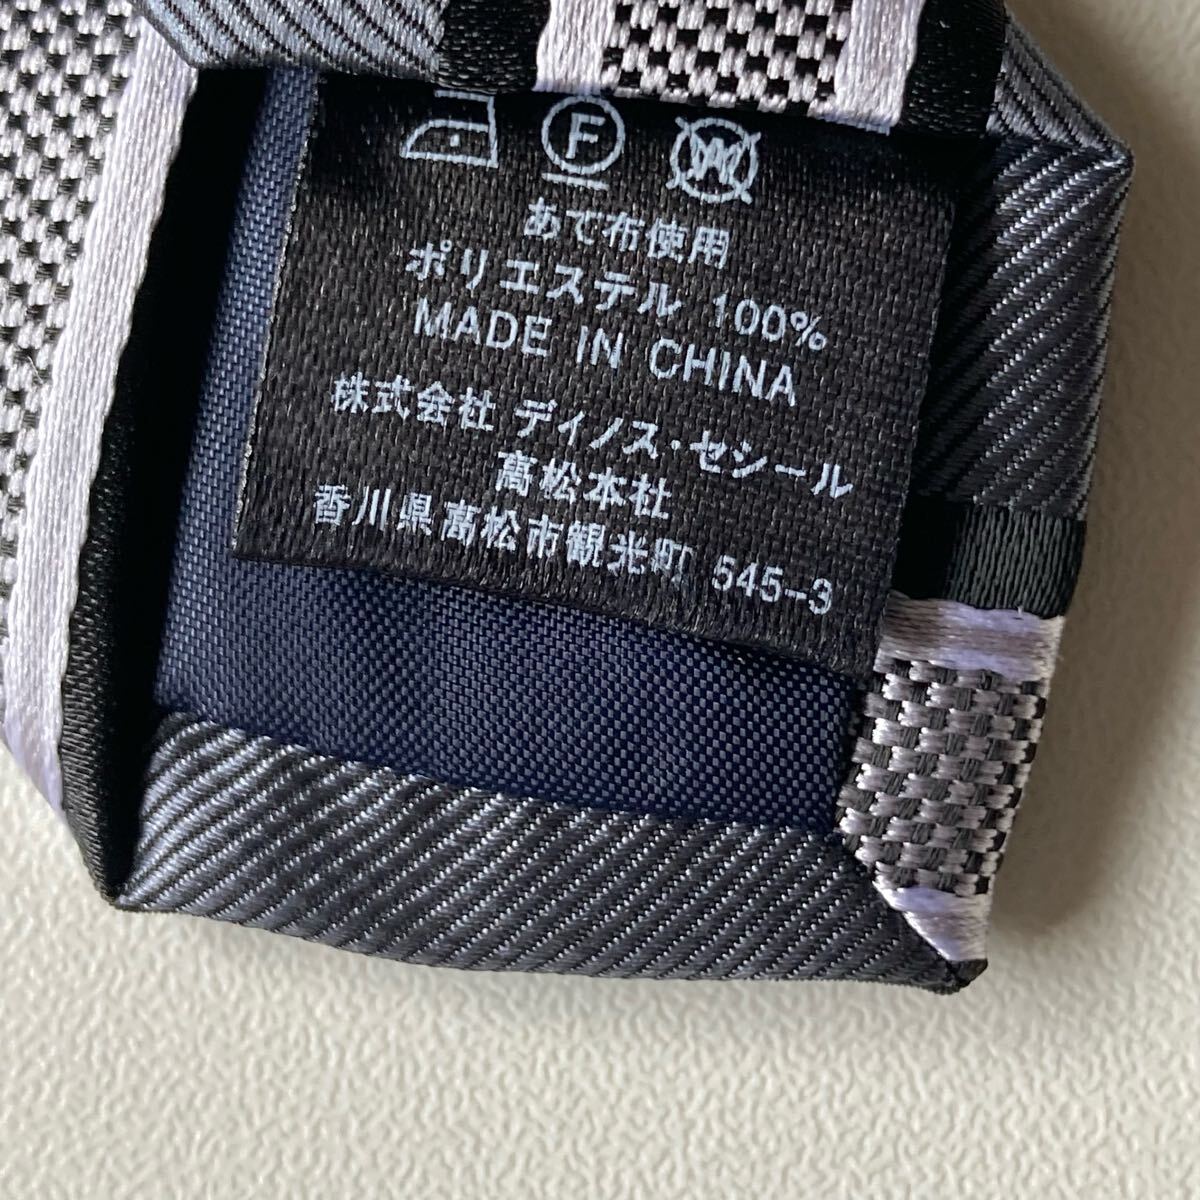 F W
あて布使用
ポリエステル 100%
MADE IN CHINA
株式会社 ディノス・セシール
高松本社
香川県高松市観光町 545-3